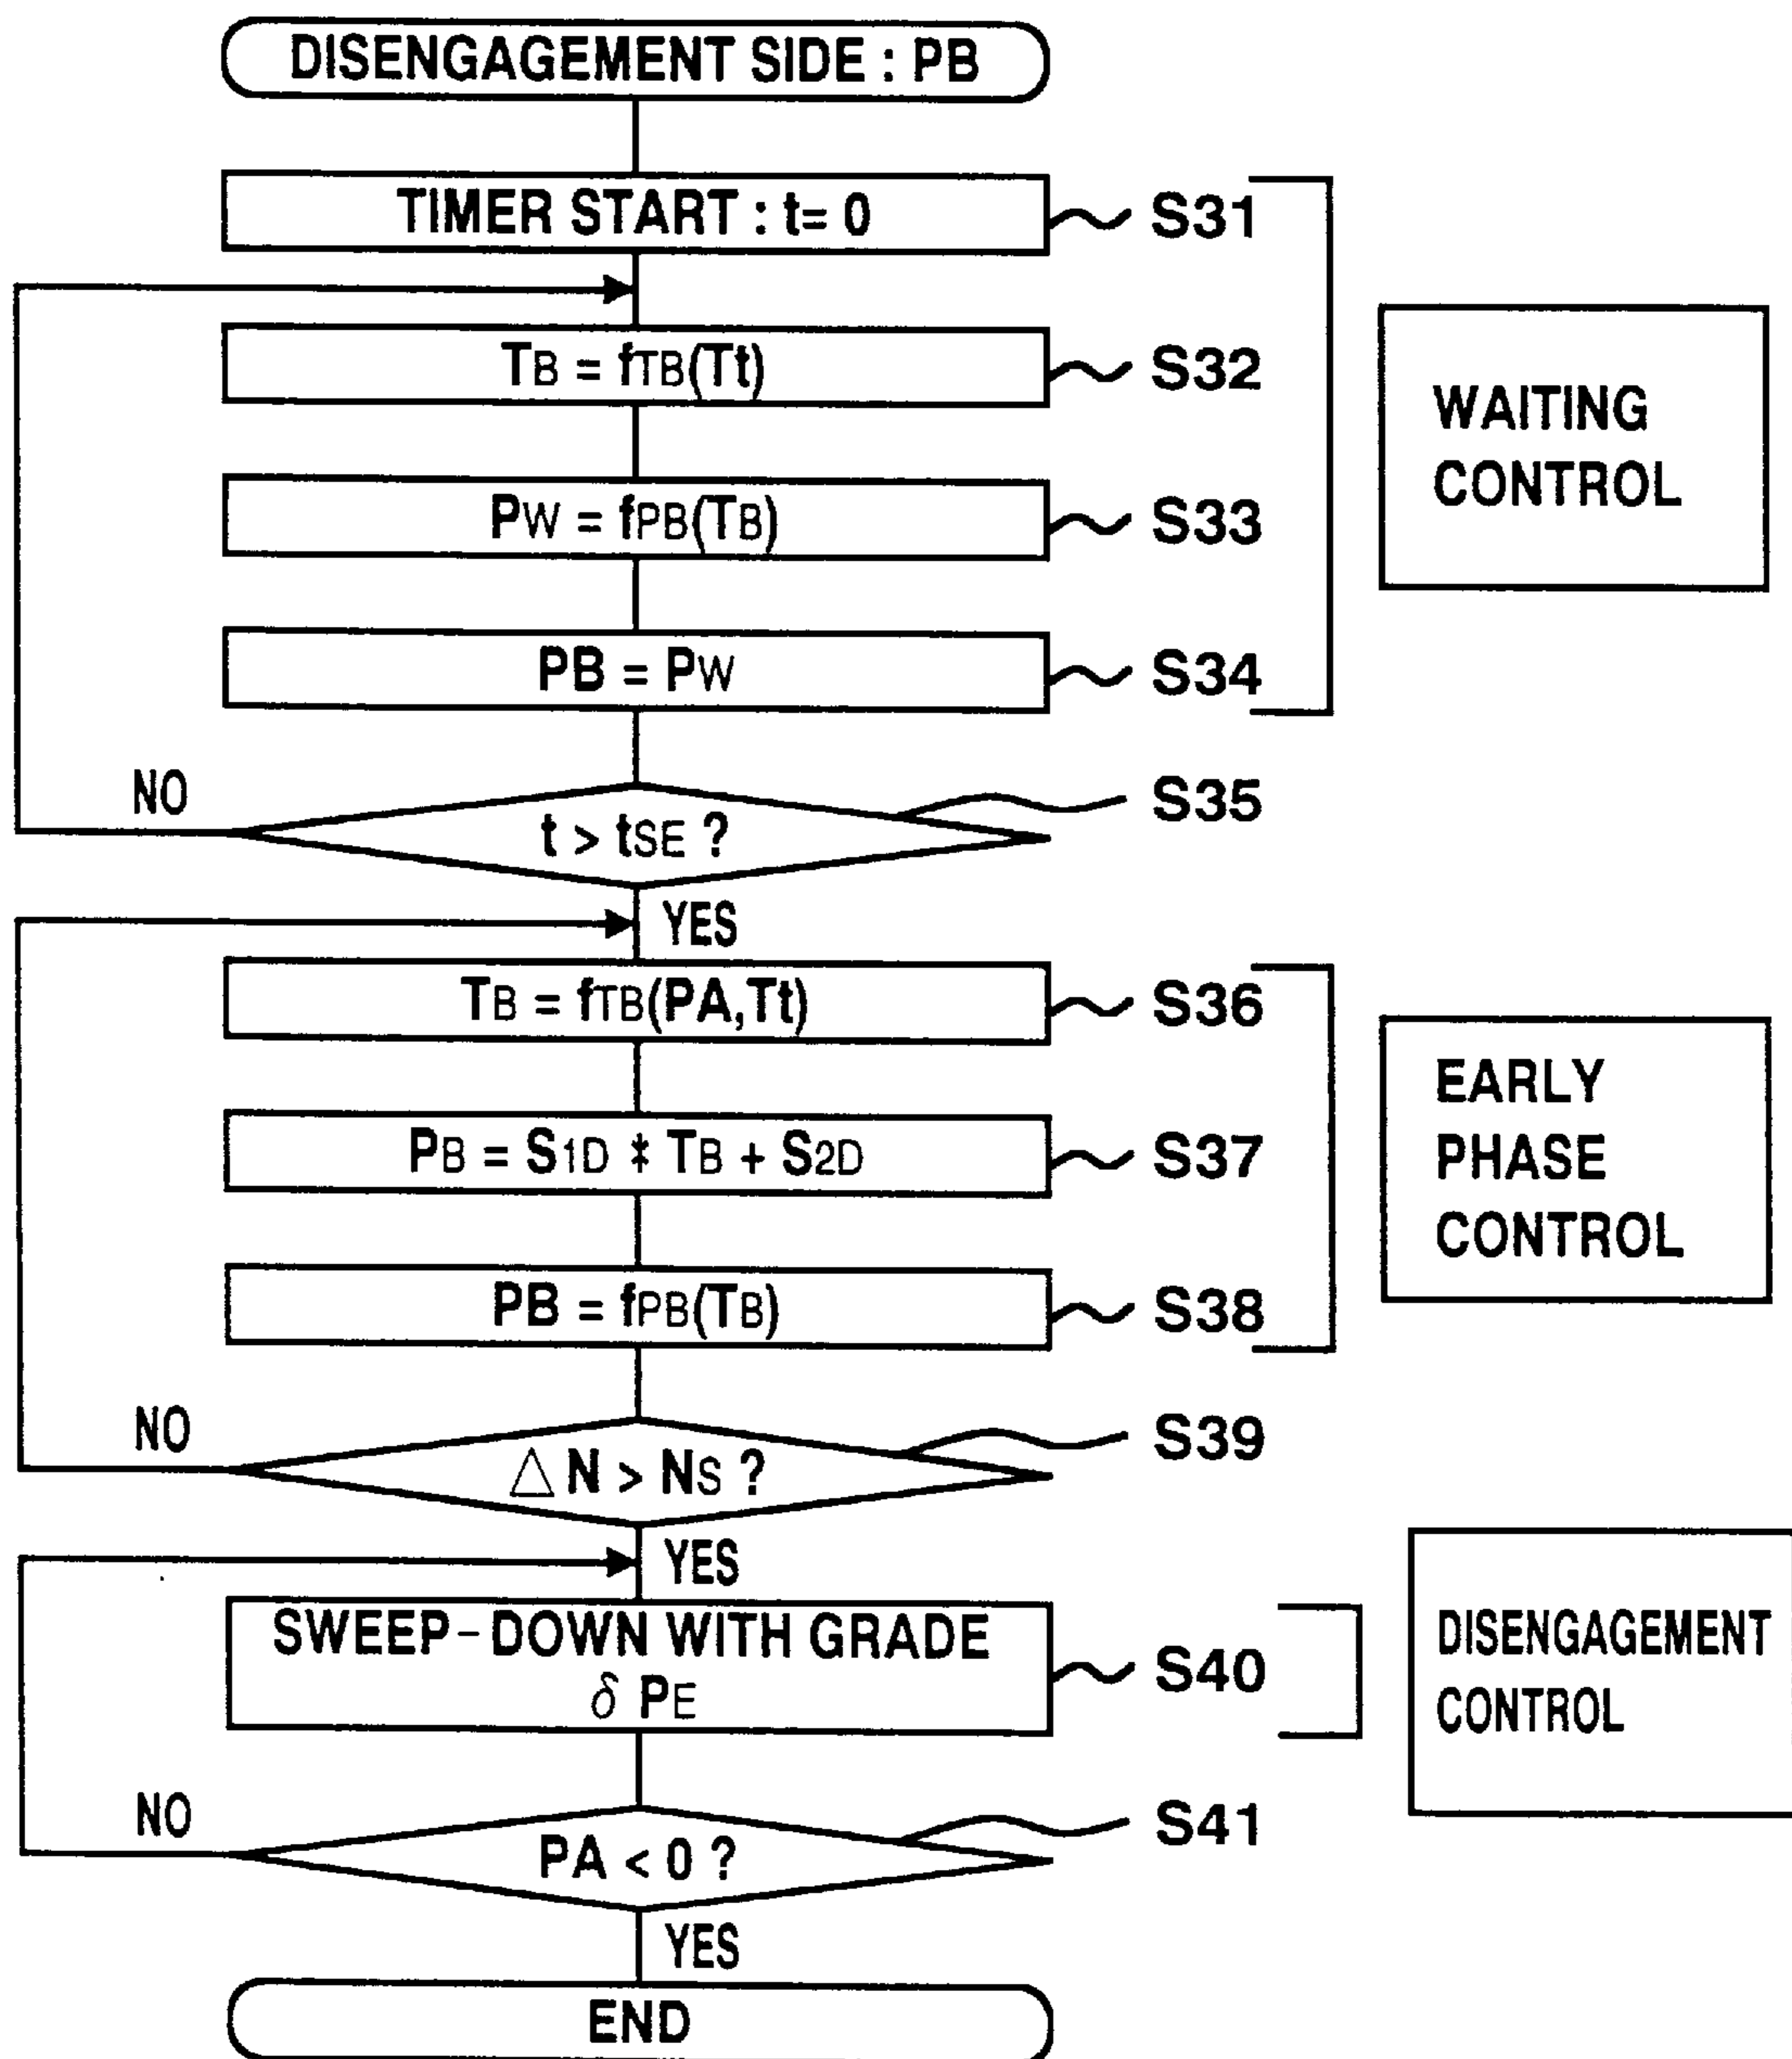 DISENGAGEMENT SIDE : PB
TIMER START : t= 0
S31
TB = fTB(Tt)
S32
WAITING
CONTROL
PW = fPB(TB)
S33
PB = PW
S34
NO
S35
t > tSE ?
YES
TB = fTB(PA,Tt)
S36
EARLY
PHASE
CONTROL
PB = S1D * TB + S2D
S37
PB = fPB(TB)
S38
NO
S39
△ N > NS ?
YES
SWEEP-DOWN WITH GRADE
δ PE
S40
DISENGAGEMENT
CONTROL
NO
S41
PA < 0 ?
YES
END